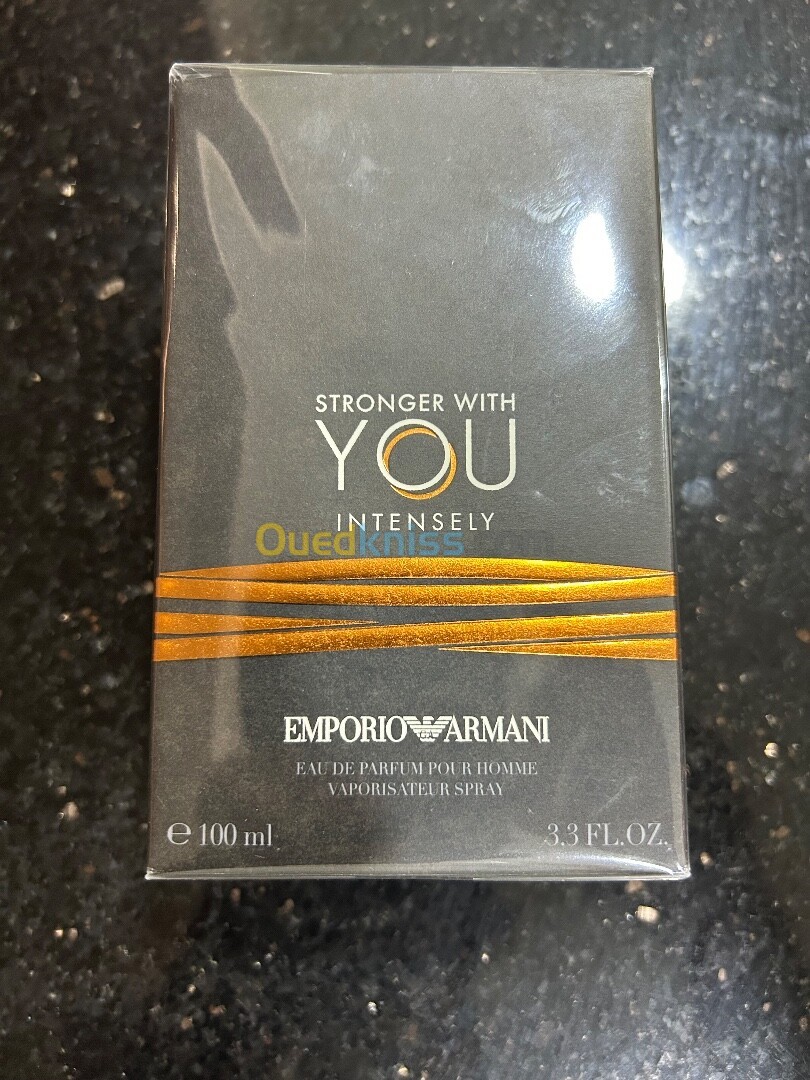 STRONGER WITH
YOU
INTENSELY
Ouedkniss.com
EMPORIO ARMANI
EAU DE PARFUM POUR HOMME
VAPORISATEUR SPRAY
℮ 100 ml
3.3 FL.OZ.